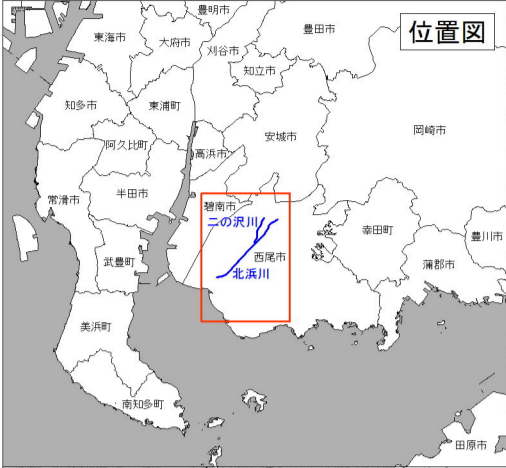 位置図
豊明市
豊田市
東海市
大府市
刈谷市
知立市
知多市
東浦町
岡崎市
安城市
阿久比町
高浜市
半田市
常滑市
碧南市
二の沢川
幸田町
豊川市
西尾市
武豊町
北浜川
蒲郡市
美浜町
南知多町
田原市